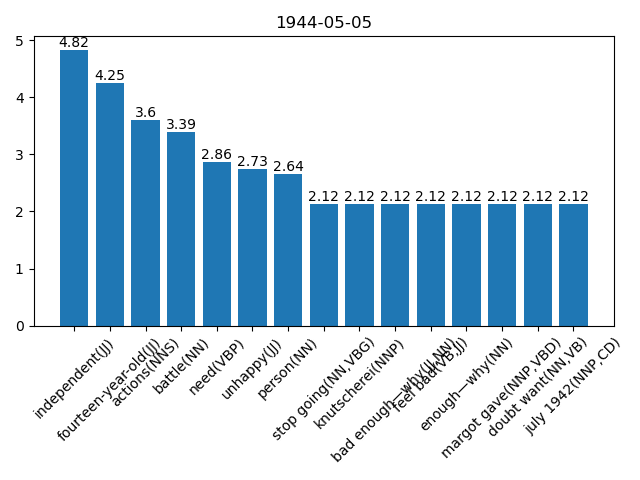 1944-05-05
5
4
3
2
1
0
4.82
4.25
3.6
3.39
2.86
2.73
2.64
2.12
2.12
2.12
2.12
2.12
2.12
2.12
2.12
independent(JJ)
fourteen-year-old(JJ)
actions(NNS)
battle(NN)
need(VBP)
unhappy(JJ)
person(NN)
stop going(NN,VBG)
knutscherei(NNP)
bad enough—why(JJ,NN)
feel bad(VB,JJ)
enough—why(NN)
margot gave(NNP,VBD)
doubt want(NN,VB)
july 1942(NNP,CD)